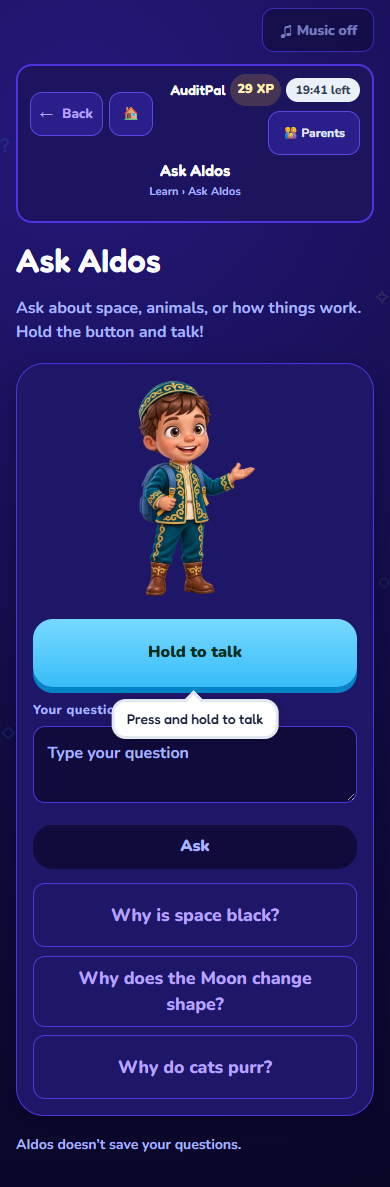 ♫ Music off
← Back
AuditPal
29 XP
19:41 left
Parents
Ask Aldos
Learn › Ask Aldos
Ask Aldos
Ask about space, animals, or how things work.
Hold the button and talk!
Hold to talk
Your questio
Press and hold to talk
Type your question
Ask
Why is space black?
Why does the Moon change
shape?
Why do cats purr?
Aldos doesn't save your questions.